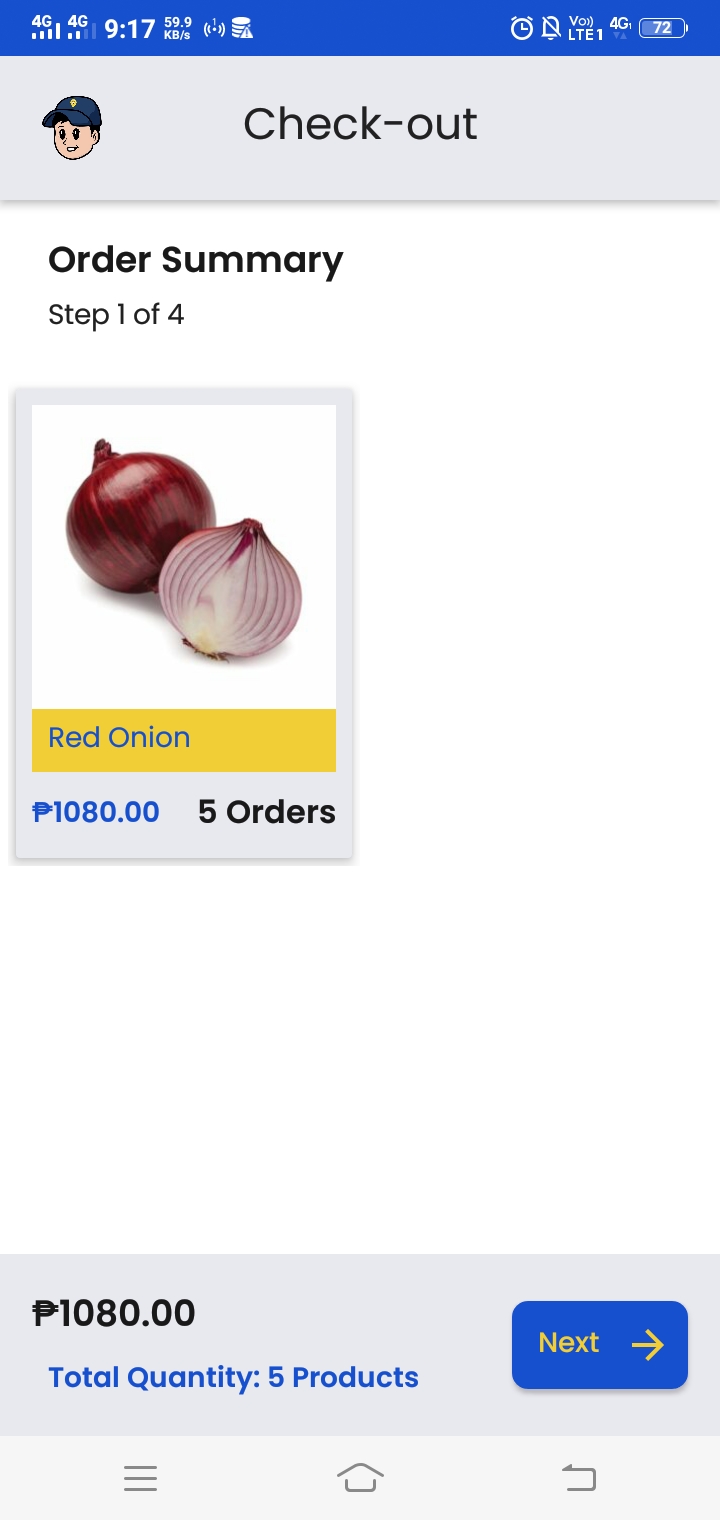 4G 4G 9:17 59.9 KB/s VoD LTE1 4G 72
Check-out
Order Summary
Step 1 of 4
Red Onion
₱1080.00 5 Orders
₱1080.00
Total Quantity: 5 Products
Next